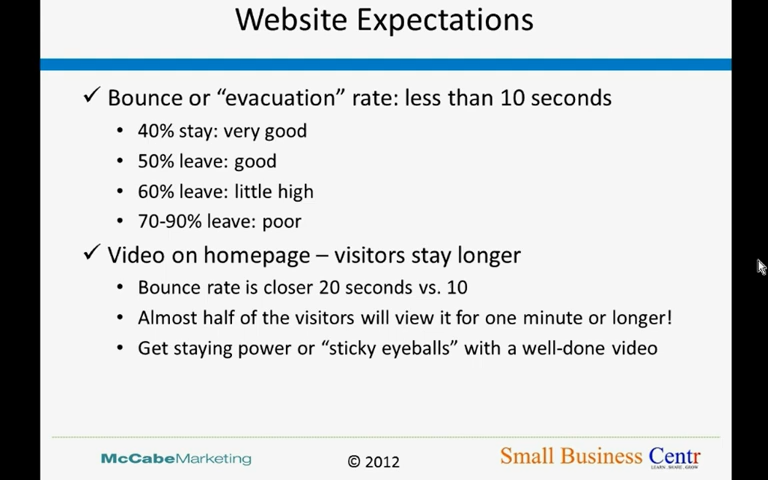 Website Expectations
✓ Bounce or “evacuation” rate: less than 10 seconds
• 40% stay: very good
• 50% leave: good
• 60% leave: little high
• 70-90% leave: poor
✓ Video on homepage – visitors stay longer
• Bounce rate is closer 20 seconds vs. 10
• Almost half of the visitors will view it for one minute or longer!
• Get staying power or “sticky eyeballs” with a well-done video
McCabeMarketing
© 2012
Small Business Centr
LEARN . SHARE . GROW